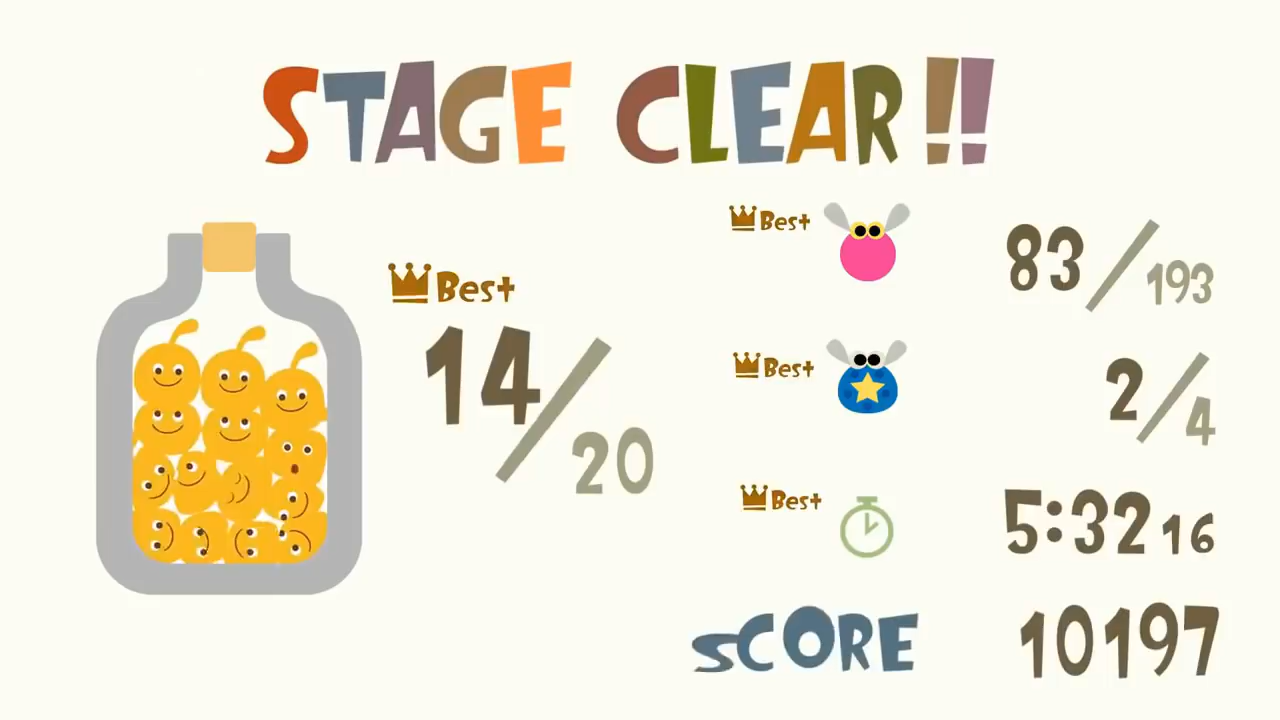 STAGE CLEAR!!
Best
14/20
Best
83/193
Best
2/4
Best
5:32 16
SCORE 10197